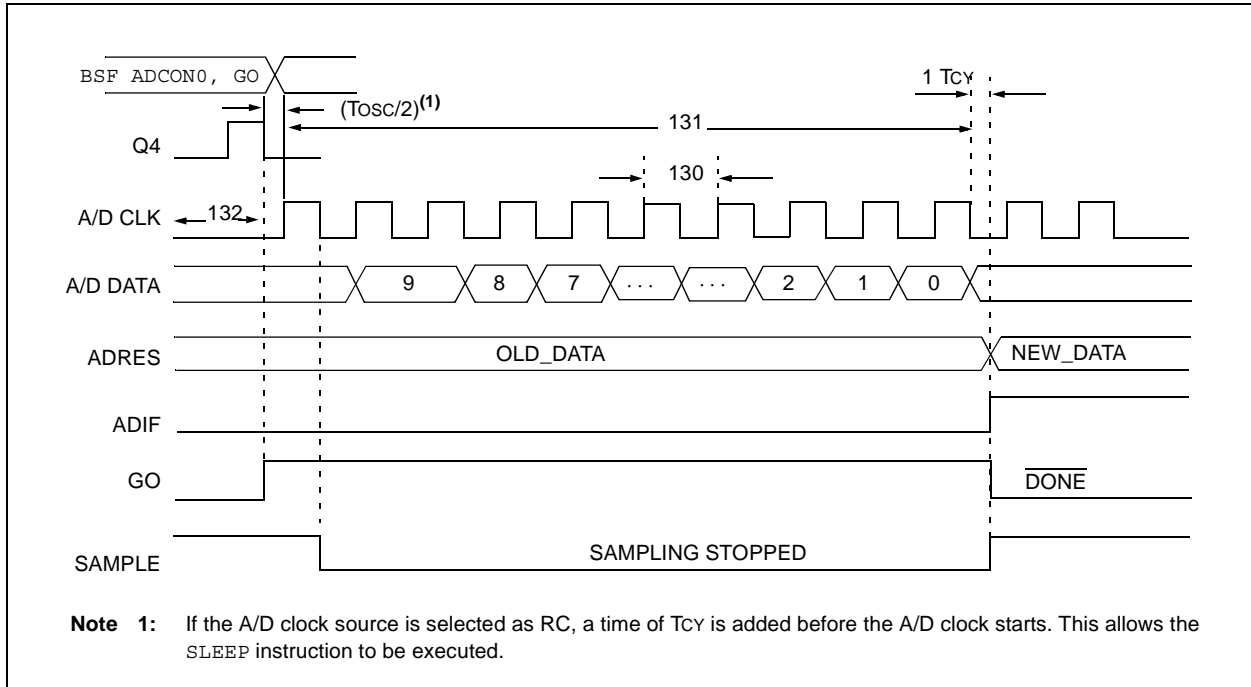 BSF ADCON0, GO
1 TCY
(TOSC/2)(1)
131
Q4
130
A/D CLK
132
A/D DATA
9 8 7 ... ... 2 1 0
ADRES
OLD_DATA
NEW_DATA
ADIF
GO
DONE
SAMPLE
SAMPLING STOPPED
Note 1: If the A/D clock source is selected as RC, a time of TCY is added before the A/D clock starts. This allows the
SLEEP instruction to be executed.